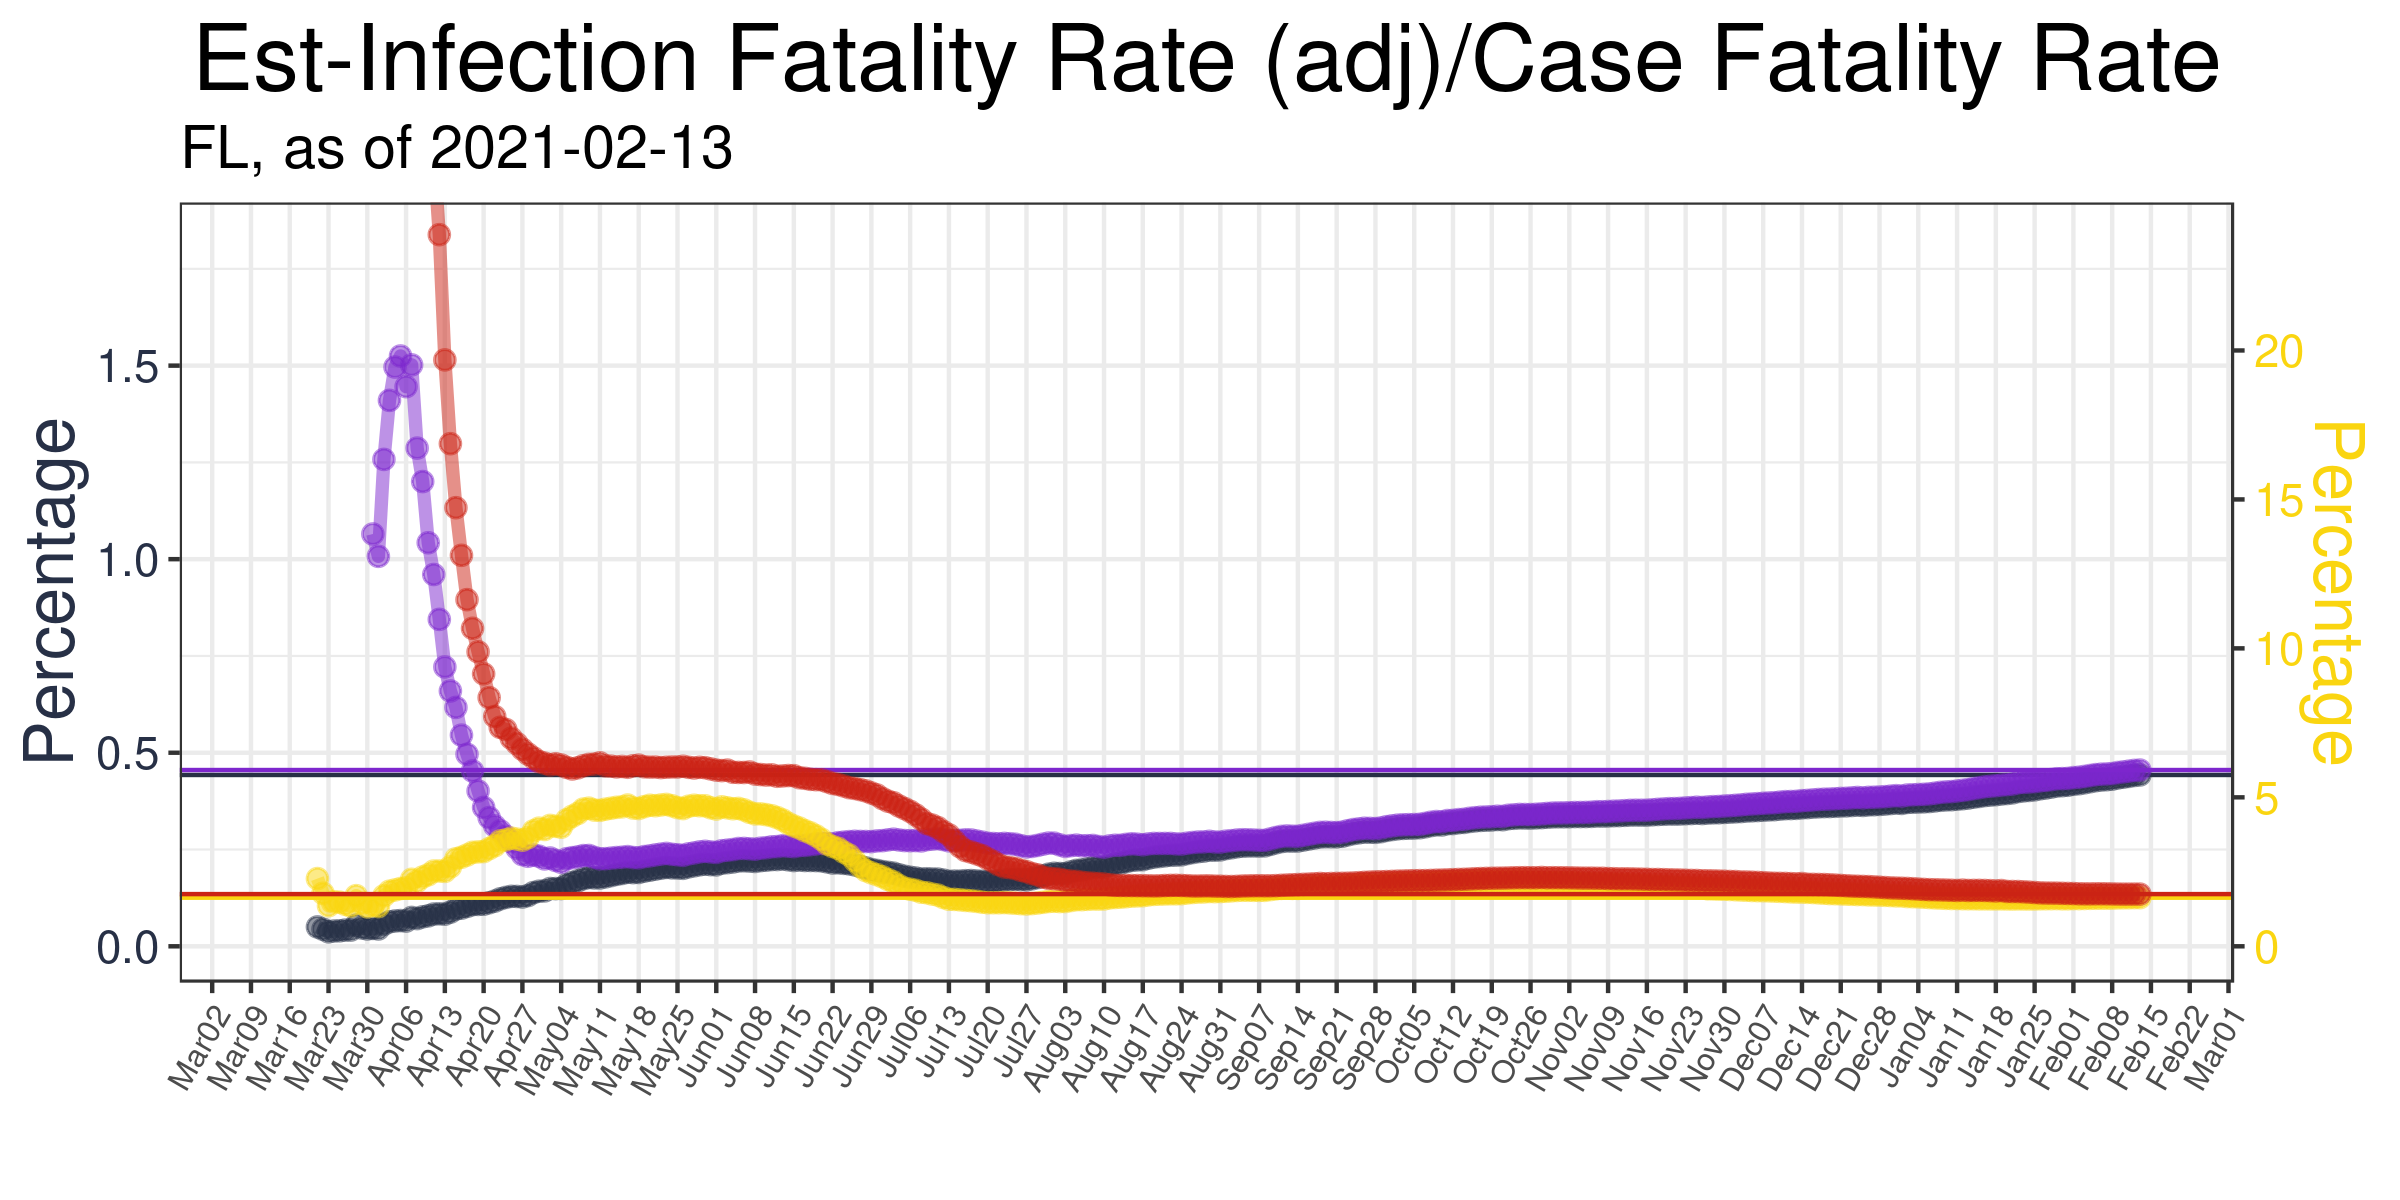 Est-Infection Fatality Rate (adj)/Case Fatality Rate
FL, as of 2021-02-13
Percentage
1.5
1.0
0.5
0.0
20
15
10
5
0
Percentage
Mar02
Mar09
Mar16
Mar23
Mar30
Apr06
Apr13
Apr20
Apr27
May04
May11
May18
May25
Jun01
Jun08
Jun15
Jun22
Jun29
Jul06
Jul13
Jul20
Jul27
Aug03
Aug10
Aug17
Aug24
Aug31
Sep07
Sep14
Sep21
Sep28
Oct05
Oct12
Oct19
Oct26
Nov02
Nov09
Nov16
Nov23
Nov30
Dec07
Dec14
Dec21
Dec28
Jan04
Jan11
Jan18
Jan25
Feb01
Feb08
Feb15
Feb22
Mar01